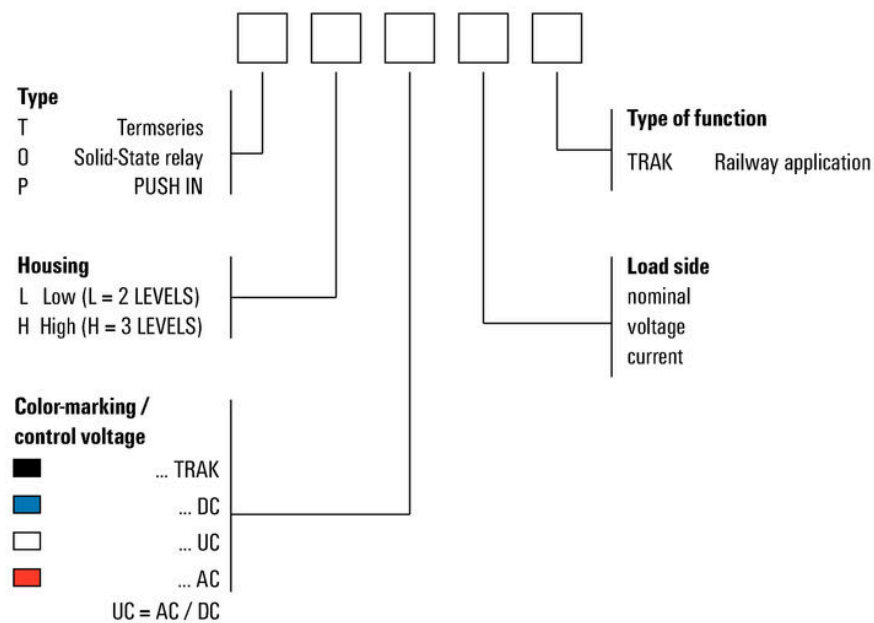 Type
T Termseries
O Solid-State relay
P PUSH IN
Housing
L Low (L = 2 LEVELS)
H High (H = 3 LEVELS)
Color-marking /
control voltage
... TRAK
... DC
... UC
... AC
UC = AC / DC
Type of function
TRAK Railway application
Load side
nominal
voltage
current